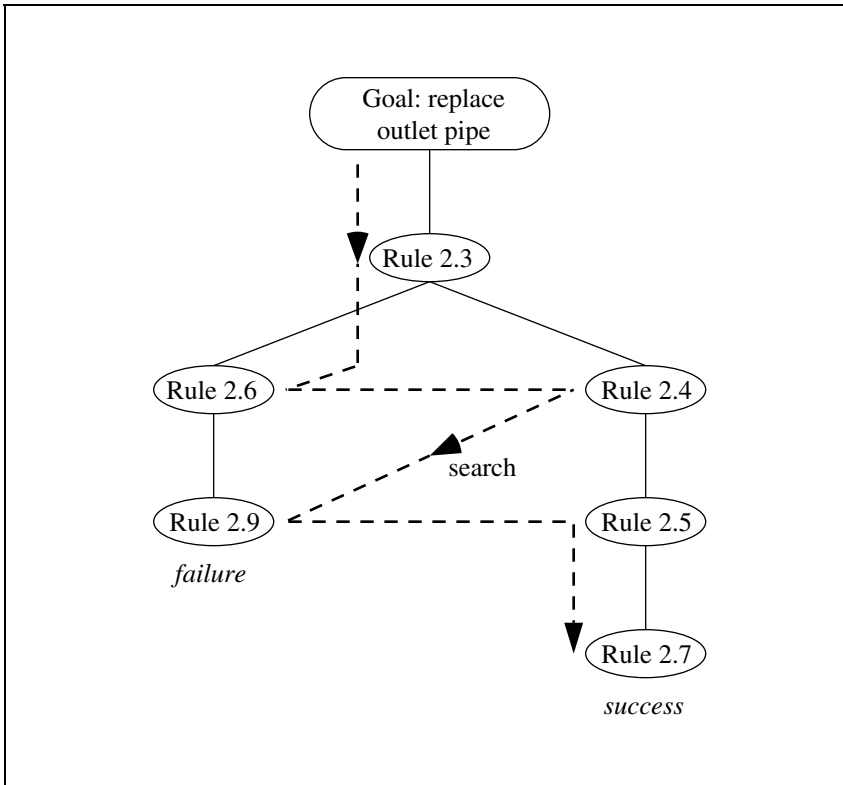 Goal: replace
outlet pipe
Rule 2.3
Rule 2.6
Rule 2.4
search
Rule 2.9
Rule 2.5
failure
Rule 2.7
success